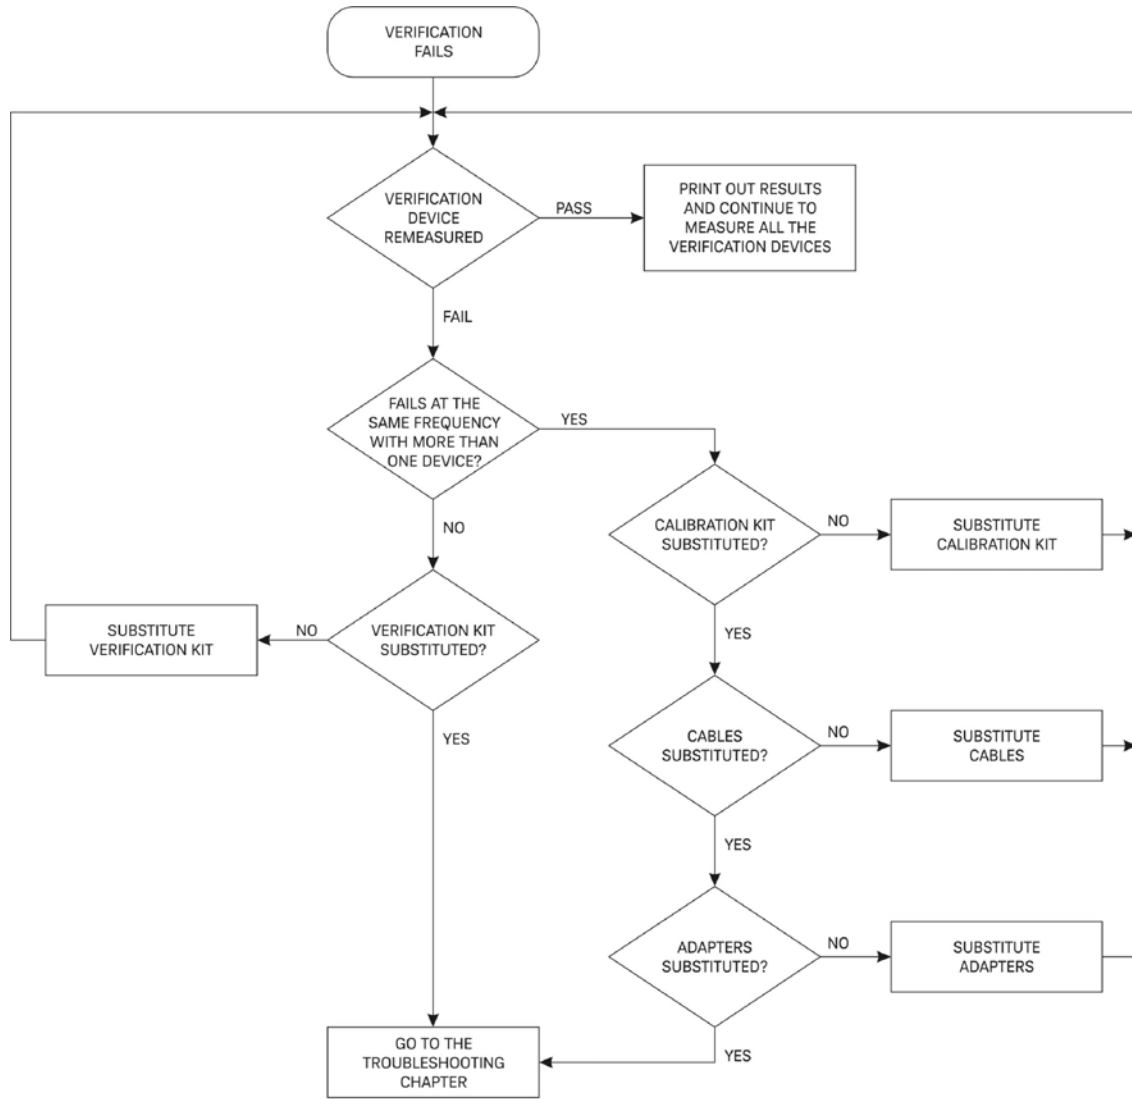 VERIFICATION
FAILS
VERIFICATION
DEVICE
REMEASURED
PASS
PRINT OUT RESULTS
AND CONTINUE TO
MEASURE ALL THE
VERIFICATION DEVICES
FAIL
FAILS AT THE
SAME FREQUENCY
WITH MORE THAN
ONE DEVICE?
YES
NO
CALIBRATION KIT
SUBSTITUTED?
NO
SUBSTITUTE
CALIBRATION KIT
SUBSTITUTE
VERIFICATION KIT
NO
VERIFICATION KIT
SUBSTITUTED?
YES
YES
CABLES
SUBSTITUTED?
NO
SUBSTITUTE
CABLES
YES
ADAPTERS
SUBSTITUTED?
NO
SUBSTITUTE
ADAPTERS
YES
GO TO THE
TROUBLESHOOTING
CHAPTER